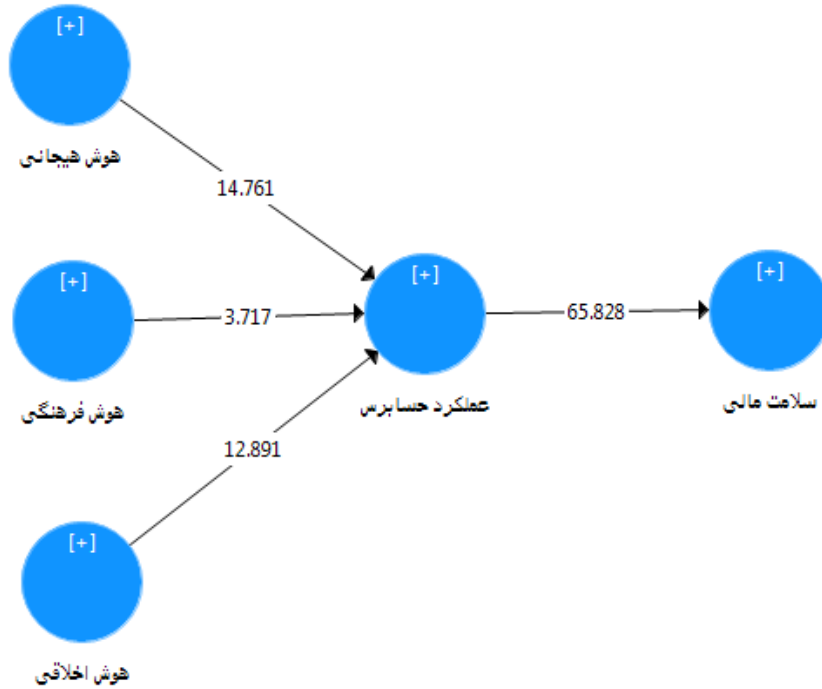 [+]
هوش هیجانی
14.761
[+]
هوش فرهنگی
3.717
[+]
عملکرد حسابرس
65.828
[+]
سلامت مالی
12.891
[+]
هوش اخلاقی